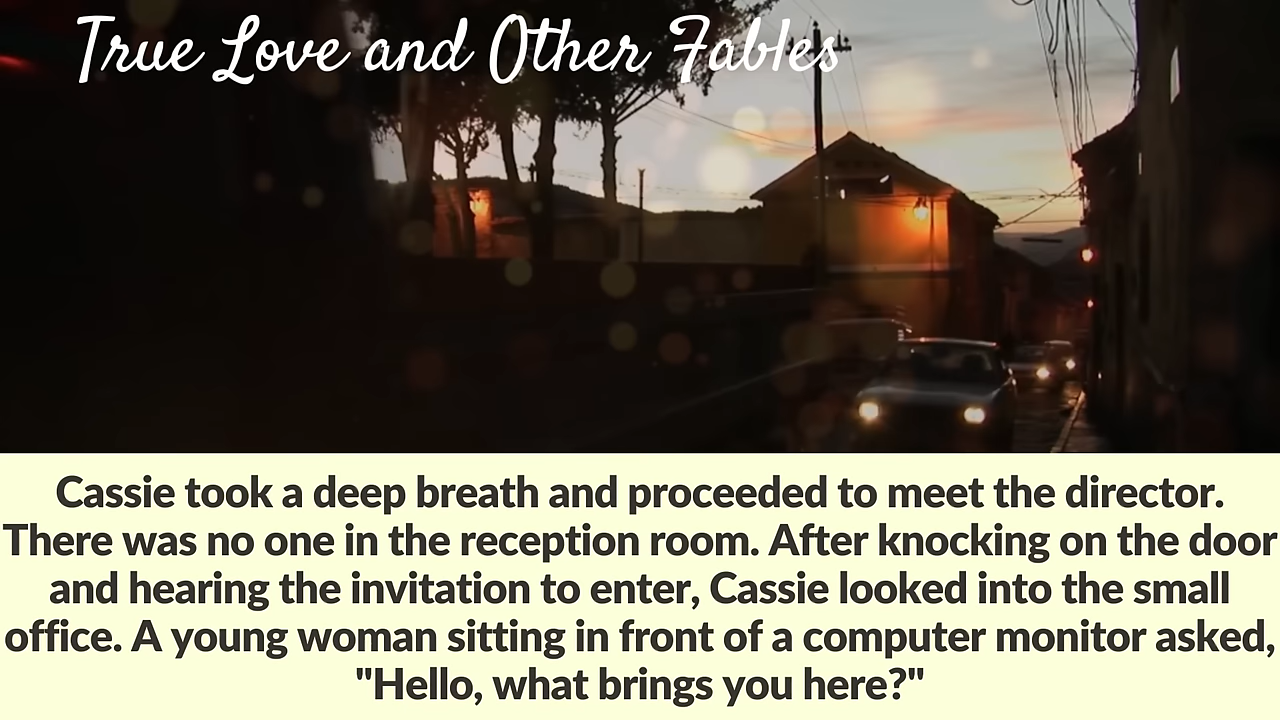 True Love and Other Fables
Cassie took a deep breath and proceeded to meet the director.
There was no one in the reception room. After knocking on the door
and hearing the invitation to enter, Cassie looked into the small
office. A young woman sitting in front of a computer monitor asked,
"Hello, what brings you here?"